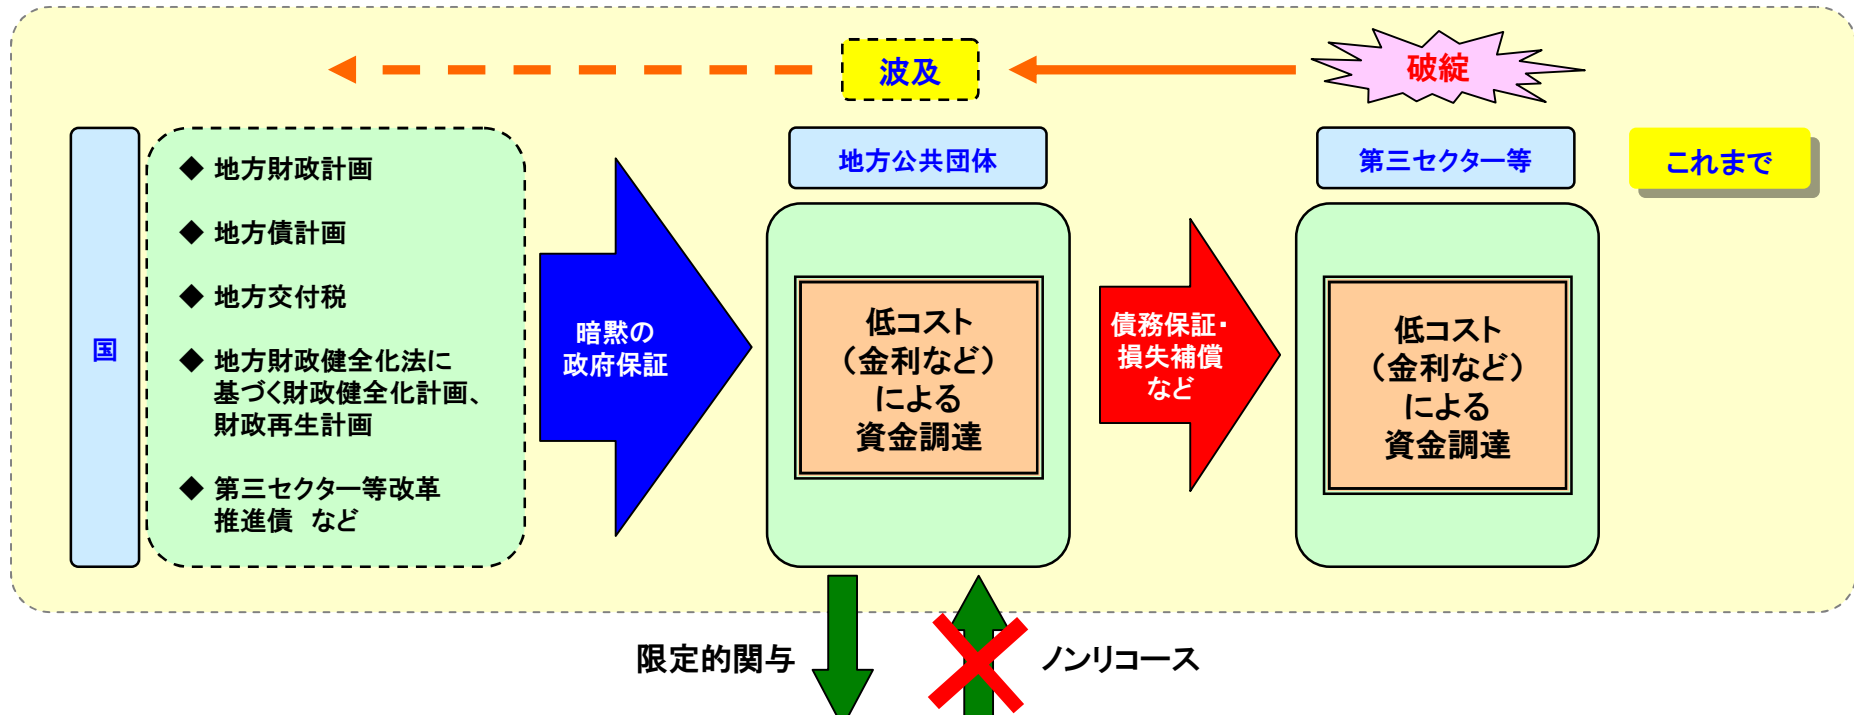 波及
破綻
国
◆ 地方財政計画
◆ 地方債計画
◆ 地方交付税
◆ 地方財政健全化法に
基づく財政健全化計画、
財政再生計画
◆ 第三セクター等改革
推進債 など
暗黙の
政府保証
地方公共団体
低コスト
（金利など）
による
資金調達
債務保証・
損失補償
など
第三セクター等
低コスト
（金利など）
による
資金調達
これまで
限定的関与
ノンリコース